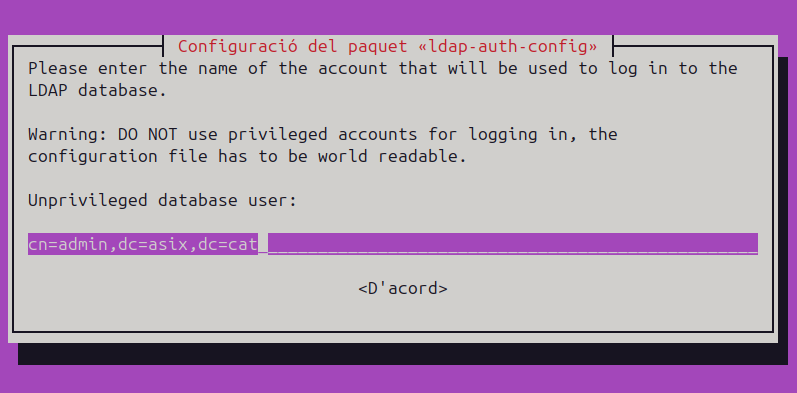 Configuració del paquet «ldap-auth-config»
Please enter the name of the account that will be used to log in to the
LDAP database.
Warning: DO NOT use privileged accounts for logging in, the
configuration file has to be world readable.
Unprivileged database user:
cn=admin,dc=asix,dc=cat
<D'acord>